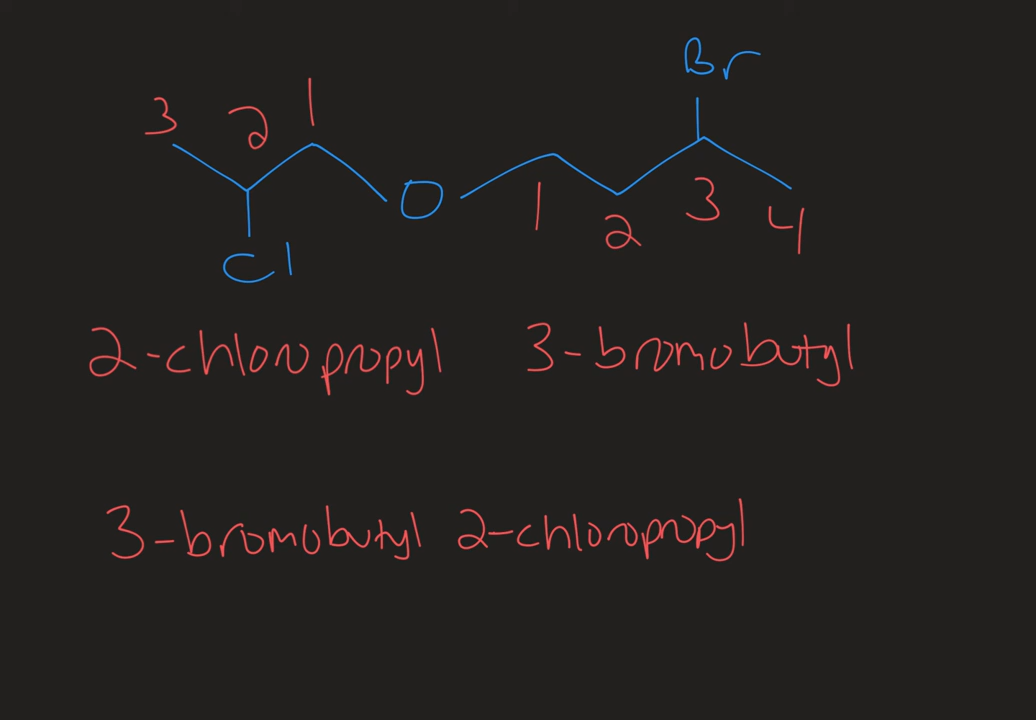 Br
3 2 1
O
1 2 3 4
Cl
2-chloropropyl 3-bromobutyl
3-bromobutyl 2-chloropropyl